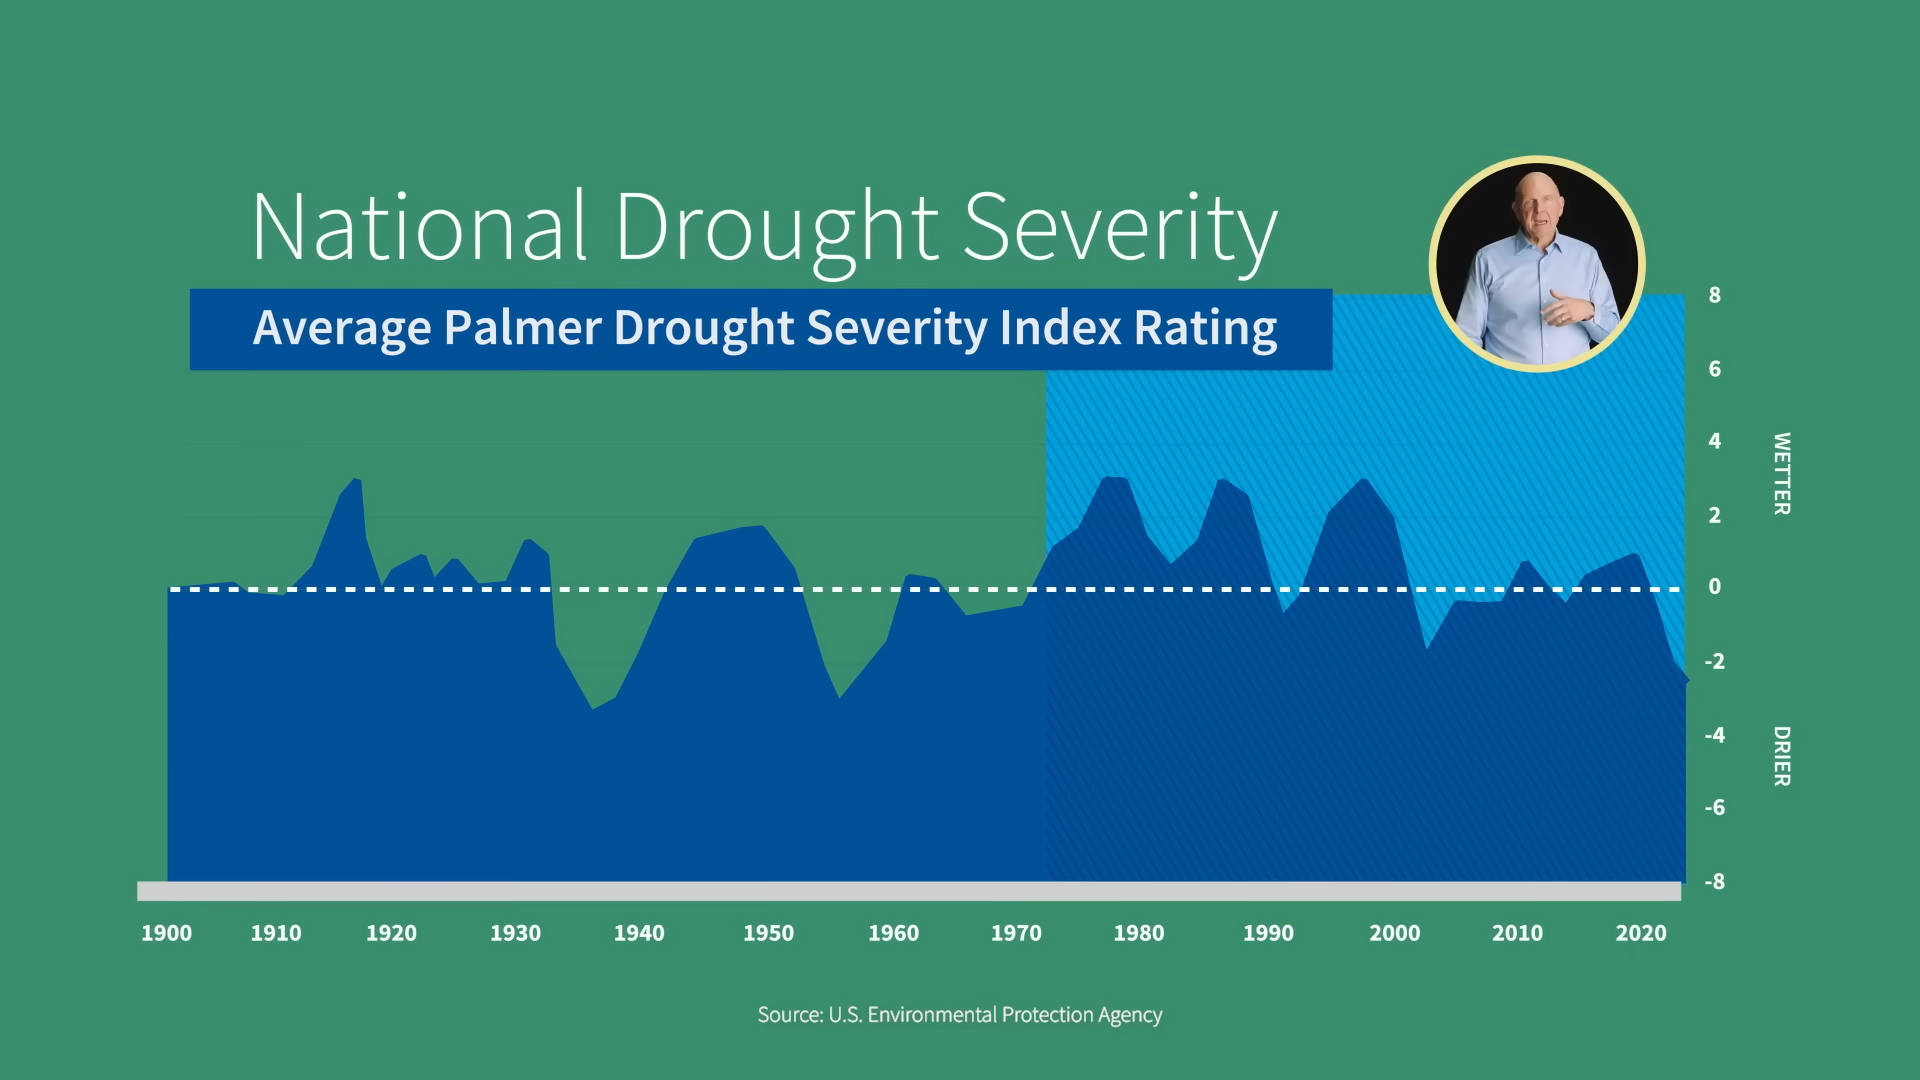 National Drought Severity
Average Palmer Drought Severity Index Rating
8
6
4
2
0
-2
-4
-6
-8
WETTER
DRIER
1900 1910 1920 1930 1940 1950 1960 1970 1980 1990 2000 2010 2020
Source: U.S. Environmental Protection Agency